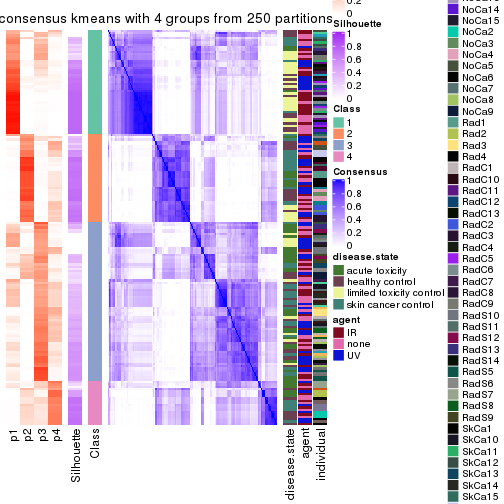 consensus kmeans with 4 groups from 250 partitions
0.2
0
Silhouette
1
0.8
0.6
0.4
0.2
0
Class
1
2
3
4
Consensus
1
0.8
0.6
0.4
0.2
0
disease.state
acute toxicity
healthy control
limited toxicity control
skin cancer control
agent
IR
none
UV
p1
p2
p3
p4
Silhouette
Class
disease.state
agent
individual
NoCa14
NoCa15
NoCa2
NoCa3
NoCa4
NoCa5
NoCa6
NoCa7
NoCa8
NoCa9
Rad1
Rad2
Rad3
Rad4
RadC1
RadC10
RadC11
RadC12
RadC13
RadC2
RadC3
RadC4
RadC5
RadC6
RadC7
RadC8
RadC9
RadS10
RadS11
RadS12
RadS13
RadS14
RadS5
RadS6
RadS7
RadS8
RadS9
SkCa1
SkCa10
SkCa11
SkCa12
SkCa13
SkCa14
SkCa15